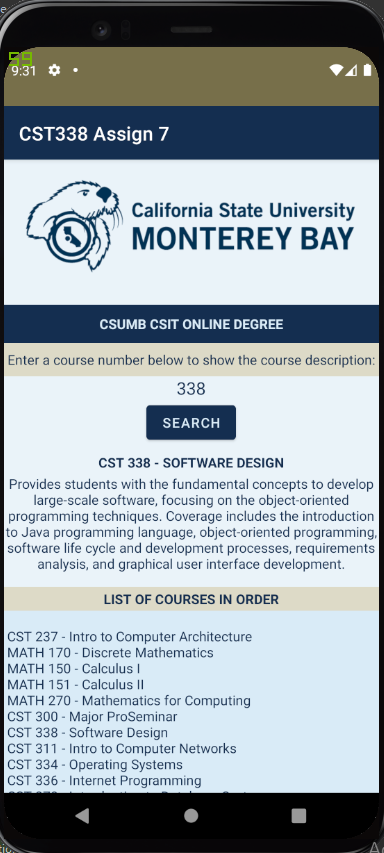 59
9:31
CST338 Assign 7
California State University
MONTEREY BAY
CSUMB CSIT ONLINE DEGREE
Enter a course number below to show the course description:
338
SEARCH
CST 338 - SOFTWARE DESIGN
Provides students with the fundamental concepts to develop
large-scale software, focusing on the object-oriented
programming techniques. Coverage includes the introduction
to Java programming language, object-oriented programming,
software life cycle and development processes, requirements
analysis, and graphical user interface development.
LIST OF COURSES IN ORDER
CST 237 - Intro to Computer Architecture
MATH 170 - Discrete Mathematics
MATH 150 - Calculus I
MATH 151 - Calculus II
MATH 270 - Mathematics for Computing
CST 300 - Major ProSeminar
CST 338 - Software Design
CST 311 - Intro to Computer Networks
CST 334 - Operating Systems
CST 336 - Internet Programming